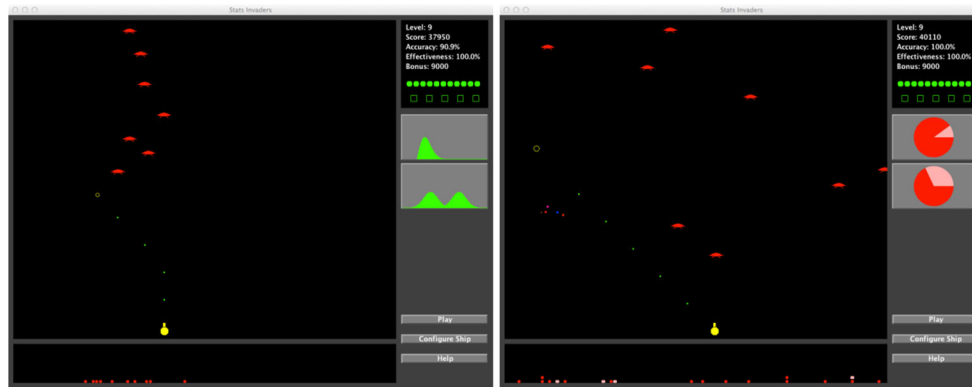 Stats Invaders
Level: 9
Score: 37950
Accuracy: 90.9%
Effectiveness: 100.0%
Bonus: 9000
Play
Configure Ship
Help
Stats Invaders
Level: 9
Score: 40110
Accuracy: 100.0%
Effectiveness: 100.0%
Bonus: 9000
Play
Configure Ship
Help